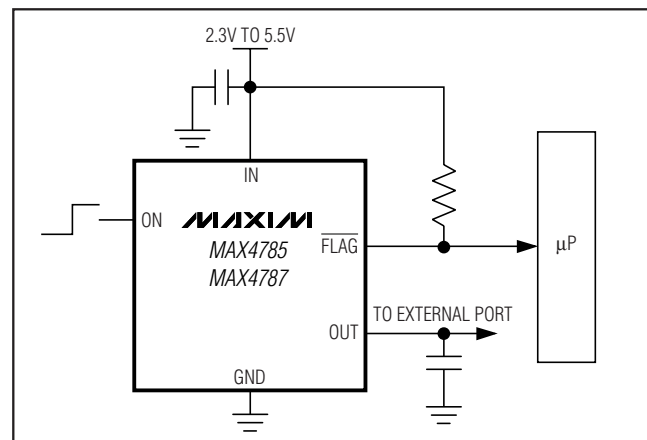 2.3V TO 5.5V
IN
ON
MAXIM
MAX4785
MAX4787
FLAG
µP
TO EXTERNAL PORT
OUT
GND